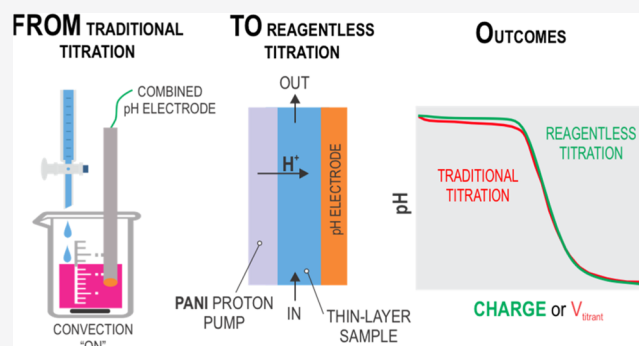 FROM TRADITIONAL
TITRATION
COMBINED
pH ELECTRODE
CONVECTION
"ON"
TO REAGENTLESS
TITRATION
OUT
H+
pH ELECTRODE
PANI PROTON
PUMP
IN
THIN-LAYER
SAMPLE
OUTCOMES
REAGENTLESS
TITRATION
TRADITIONAL
TITRATION
pH
CHARGE or Vtitrant